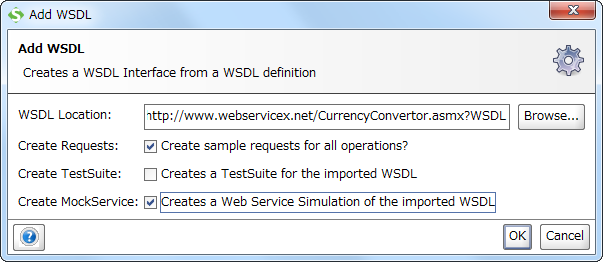 Add WSDL
Add WSDL
Creates a WSDL Interface from a WSDL definition
WSDL Location: http://www.webservicex.net/CurrencyConvertor.asmx?WSDL Browse...
Create Requests: Create sample requests for all operations?
Create TestSuite: Creates a TestSuite for the imported WSDL
Create MockService: Creates a Web Service Simulation of the imported WSDL
? OK Cancel